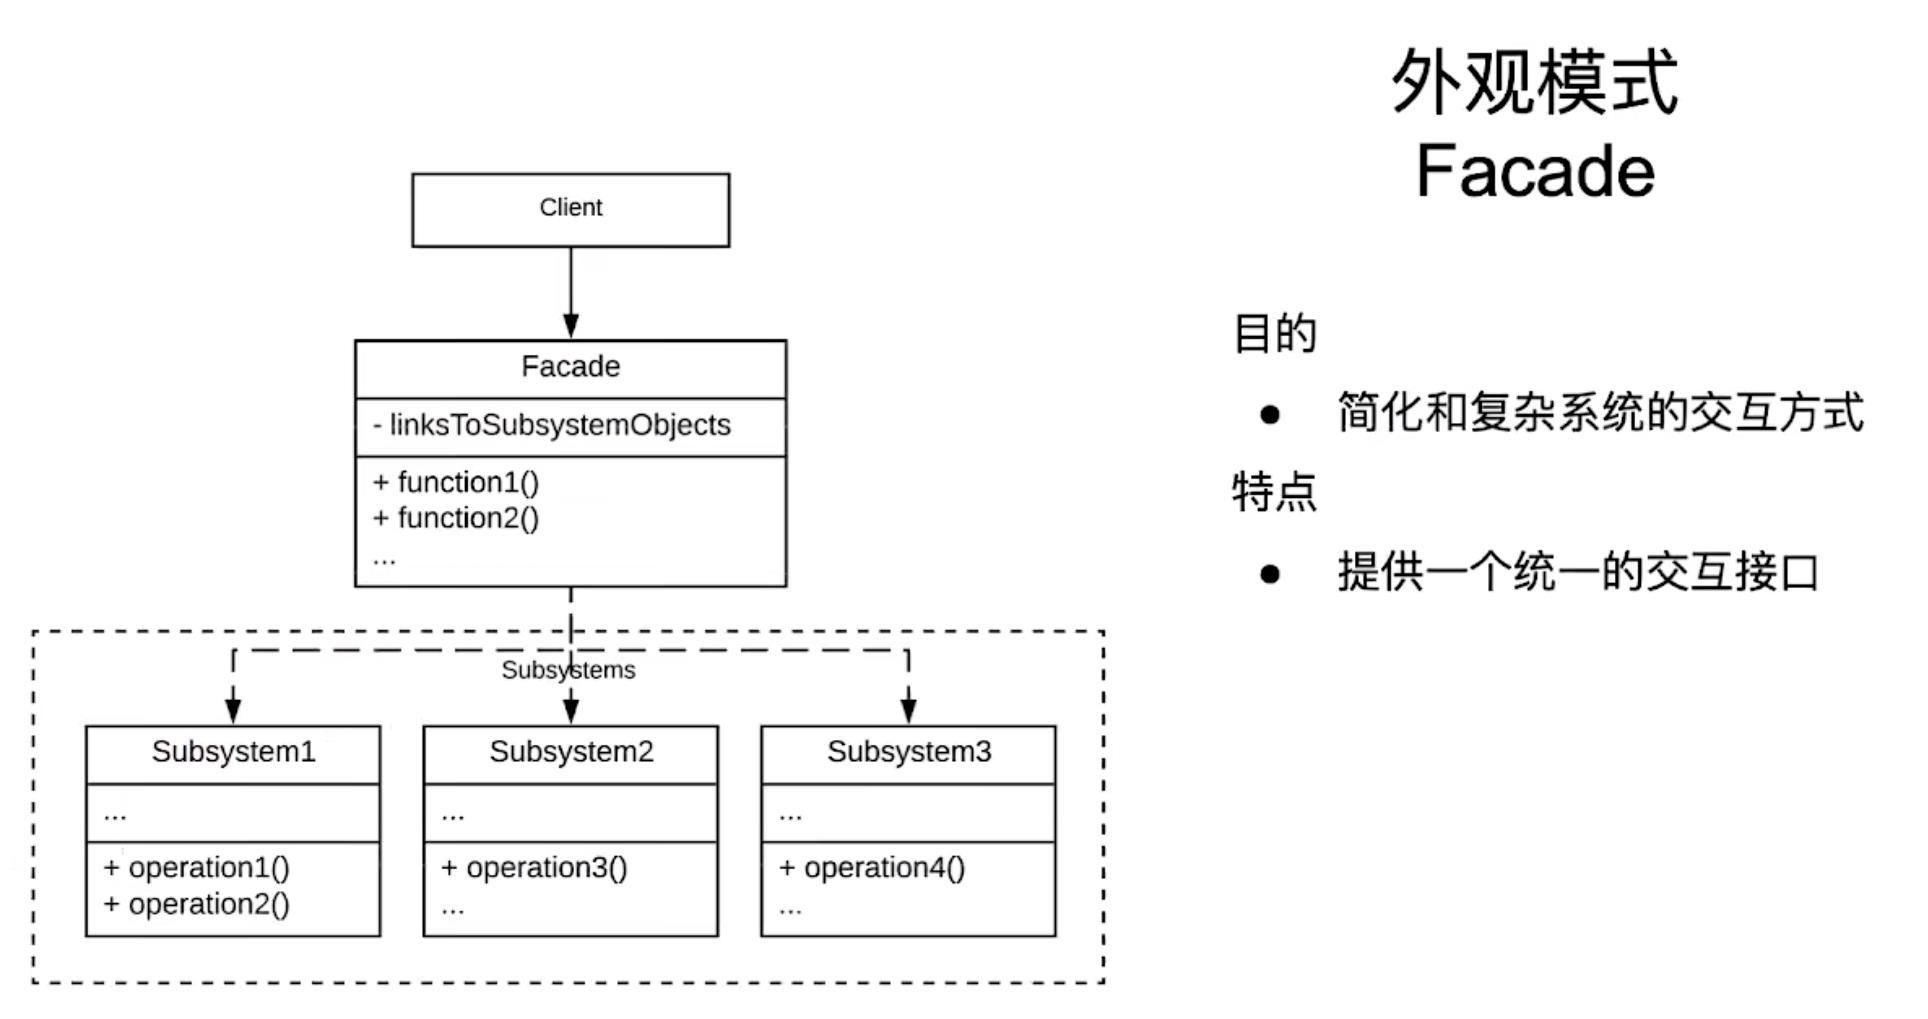 外观模式
Facade
Client
Facade
- linksToSubsystemObjects
+ function1()
+ function2()
...
Subsystems
Subsystem1
...
+ operation1()
+ operation2()
Subsystem2
...
+ operation3()
...
Subsystem3
...
+ operation4()
...
目的
● 简化和复杂系统的交互方式
特点
● 提供一个统一的交互接口